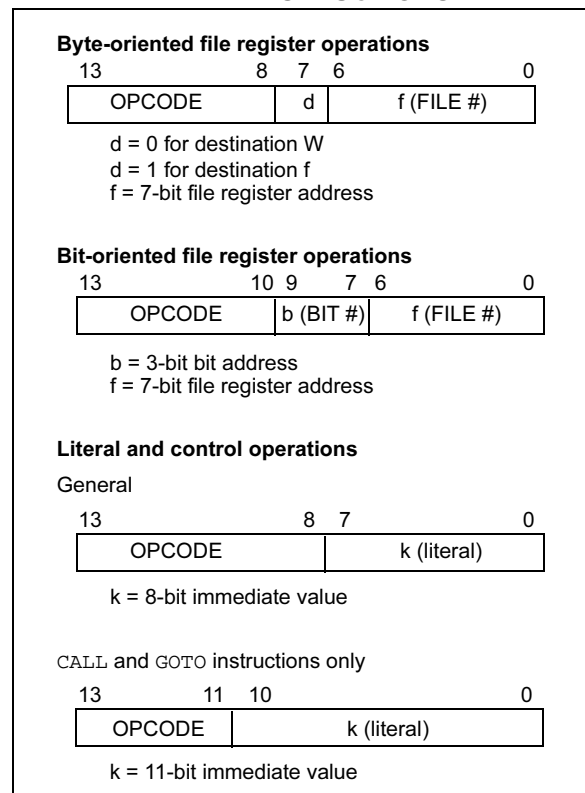 Byte-oriented file register operations
13 8 7 6 0
OPCODE d f (FILE #)
d = 0 for destination W
d = 1 for destination f
f = 7-bit file register address
Bit-oriented file register operations
13 10 9 7 6 0
OPCODE b (BIT #) f (FILE #)
b = 3-bit bit address
f = 7-bit file register address
Literal and control operations
General
13 8 7 0
OPCODE k (literal)
k = 8-bit immediate value
CALL and GOTO instructions only
13 11 10 0
OPCODE k (literal)
k = 11-bit immediate value